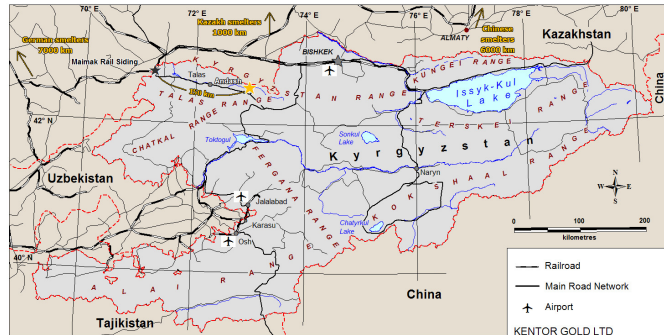 70° E
72° E
74° E
76° E
78° E
80° E
German smelters
7000 km
Kazakh smelters
1000 km
Chinese
smelters
6000 km
ALMATY
Kazakhstan
BISHKEK
Maimak Rail Siding
Talas
Andash
KYRGYSTAN RANGE
KUNGEI RANGE
Issyk-Kul
Lake
China
TALAS RANGE
TERSKEI RANGE
42° N
42° N
CHATKAL RANGE
Toktogul
Sonkul
Lake
Kyrgyzstan
FERGANA RANGE
Naryn
KOKSHAAL RANGE
Uzbekistan
Jalalabad
Karasu
Osh
Chatyrkul
Lake
N
W
E
S
0
100
200
kilometres
40° N
40° N
ALAI RANGE
China
Tajikistan
Railroad
Main Road Network
Airport
KENTOR GOLD LTD